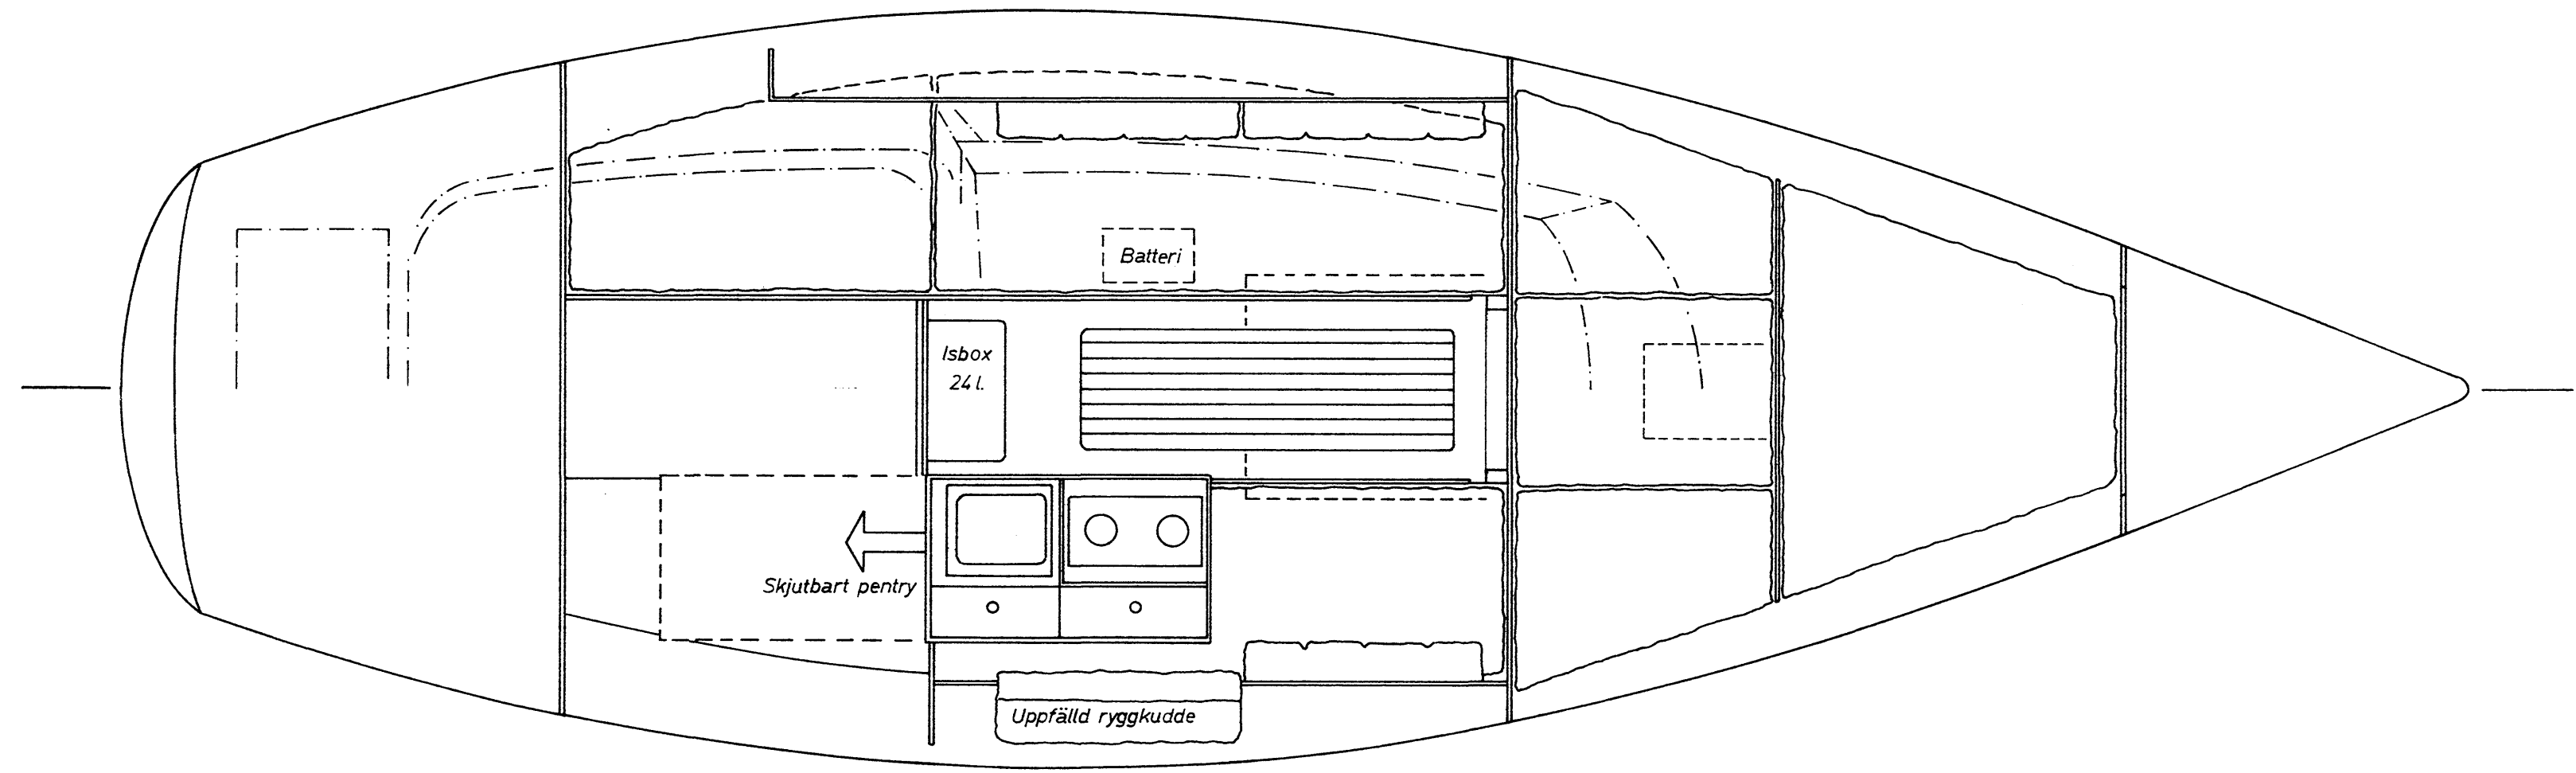 Batteri
Isbox
24 l.
Skjutbart pentry
Uppfälld ryggkudde